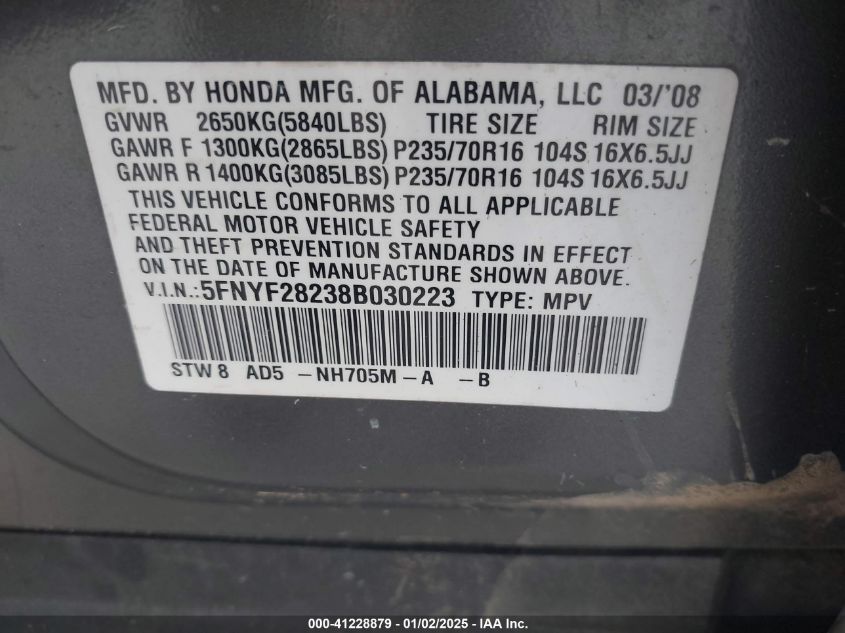 MFD. BY HONDA MFG. OF ALABAMA, LLC 03/'08
GVWR 2650KG(5840LBS) TIRE SIZE RIM SIZE
GAWR F 1300KG(2865LBS) P235/70R16 104S 16X6.5JJ
GAWR R 1400KG(3085LBS) P235/70R16 104S 16X6.5JJ
THIS VEHICLE CONFORMS TO ALL APPLICABLE
FEDERAL MOTOR VEHICLE SAFETY
AND THEFT PREVENTION STANDARDS IN EFFECT
ON THE DATE OF MANUFACTURE SHOWN ABOVE.
V.I.N.:5FNYF28238B030223 TYPE: MPV
STW8 AD5 -NH705M-A -B
000-41228879 - 01/02/2025 - IAA Inc.